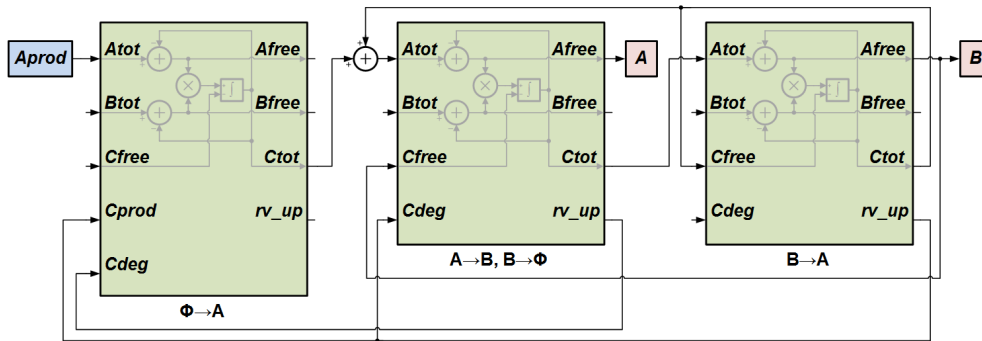 Aprod
Atot
Afree
Btot
Bfree
Cfree
Ctot
Cprod
rv_up
Cdeg
Φ→A
Atot
Afree
Btot
Bfree
Cfree
Ctot
Cdeg
rv_up
A→B, B→Φ
A
Atot
Afree
Btot
Bfree
Cfree
Ctot
Cdeg
rv_up
B→A
B